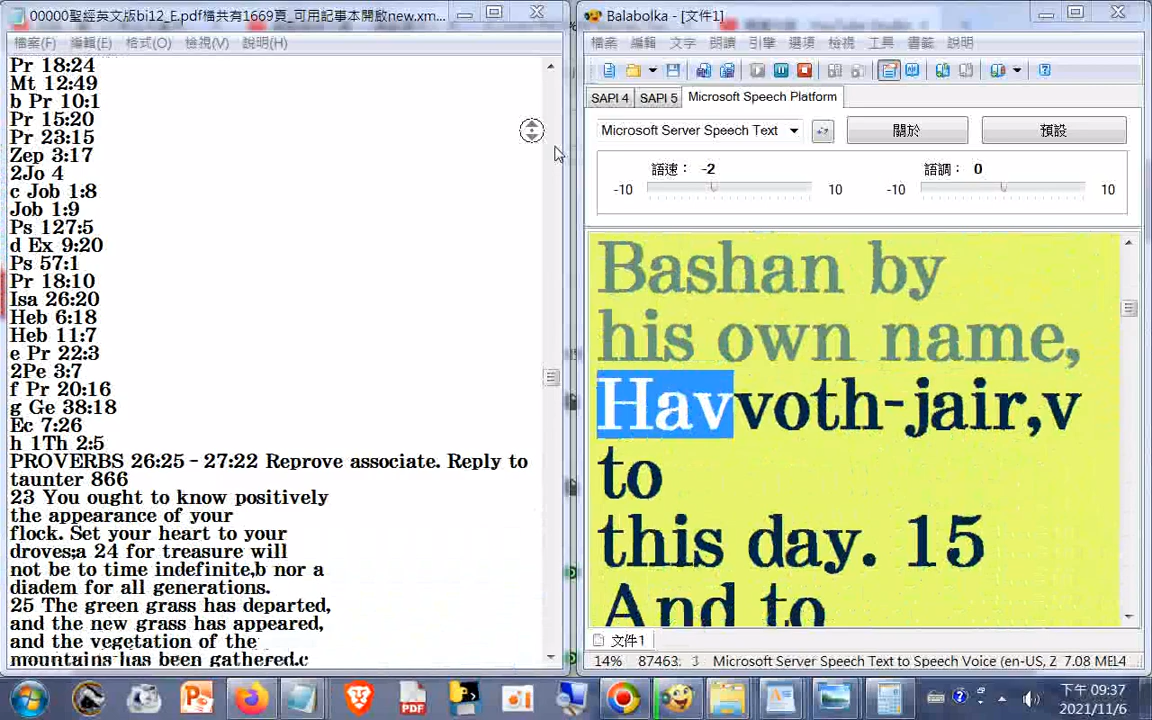 00000聖經英文版bi12_E.pdf檔共有1669頁_可用記事本開啟new.xm...
檔案(F) 編輯(E) 格式(O) 檢視(V) 說明(H)
Pr 18:24
Mt 12:49
b Pr 10:1
Pr 15:20
Pr 23:15
Zep 3:17
2Jo 4
c Job 1:8
Job 1:9
Ps 127:5
d Ex 9:20
Ps 57:1
Pr 18:10
Isa 26:20
Heb 6:18
Heb 11:7
e Pr 22:3
2Pe 3:7
f Pr 20:16
g Ge 38:18
Ec 7:26
h 1Th 2:5
PROVERBS 26:25 - 27:22 Reprove associate. Reply to
taunter 866
23 You ought to know positively
the appearance of your
flock. Set your heart to your
droves;a 24 for treasure will
not be to time indefinite,b nor a
diadem for all generations.
25 The green grass has departed,
and the new grass has appeared,
and the vegetation of the
mountains has been gathered.c
Balabolka - [文件1]
檔案 編輯 文字 朗讀 引擎 選項 檢視 工具 書籤 說明
SAPI 4 SAPI 5 Microsoft Speech Platform
Microsoft Server Speech Text 關於 預設
語速： -2 語調： 0
-10 10 -10 10
Bashan by
his own name,
Havvoth-jair,v
to
this day. 15
And to
文件1
14% 87463. Microsoft Server Speech Text to Speech Voice (en-US, Z 7.08 ME
下午 09:37
2021/11/6